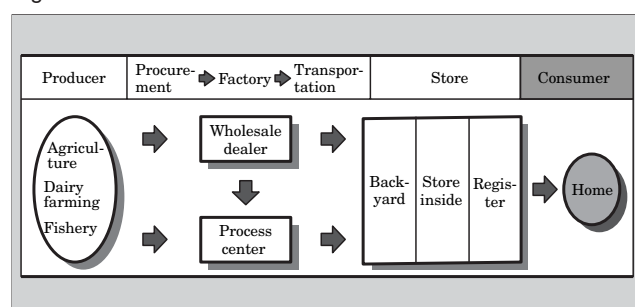 Producer
Procure-
ment
Factory
Transpor-
tation
Store
Consumer
Agricul-
ture
Dairy
farming
Fishery
Wholesale
dealer
Process
center
Back-
yard
Store
inside
Regis-
ter
Home